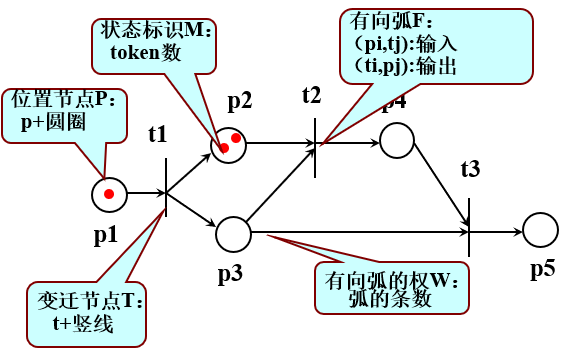 状态标识M：
token数
有向弧F：
（pi,tj):输入
（ti,pj):输出
位置节点P：
p+圆圈
p2
t2
p4
t1
t3
p1
p3
p5
变迁节点T：
t+竖线
有向弧的权W：
弧的条数